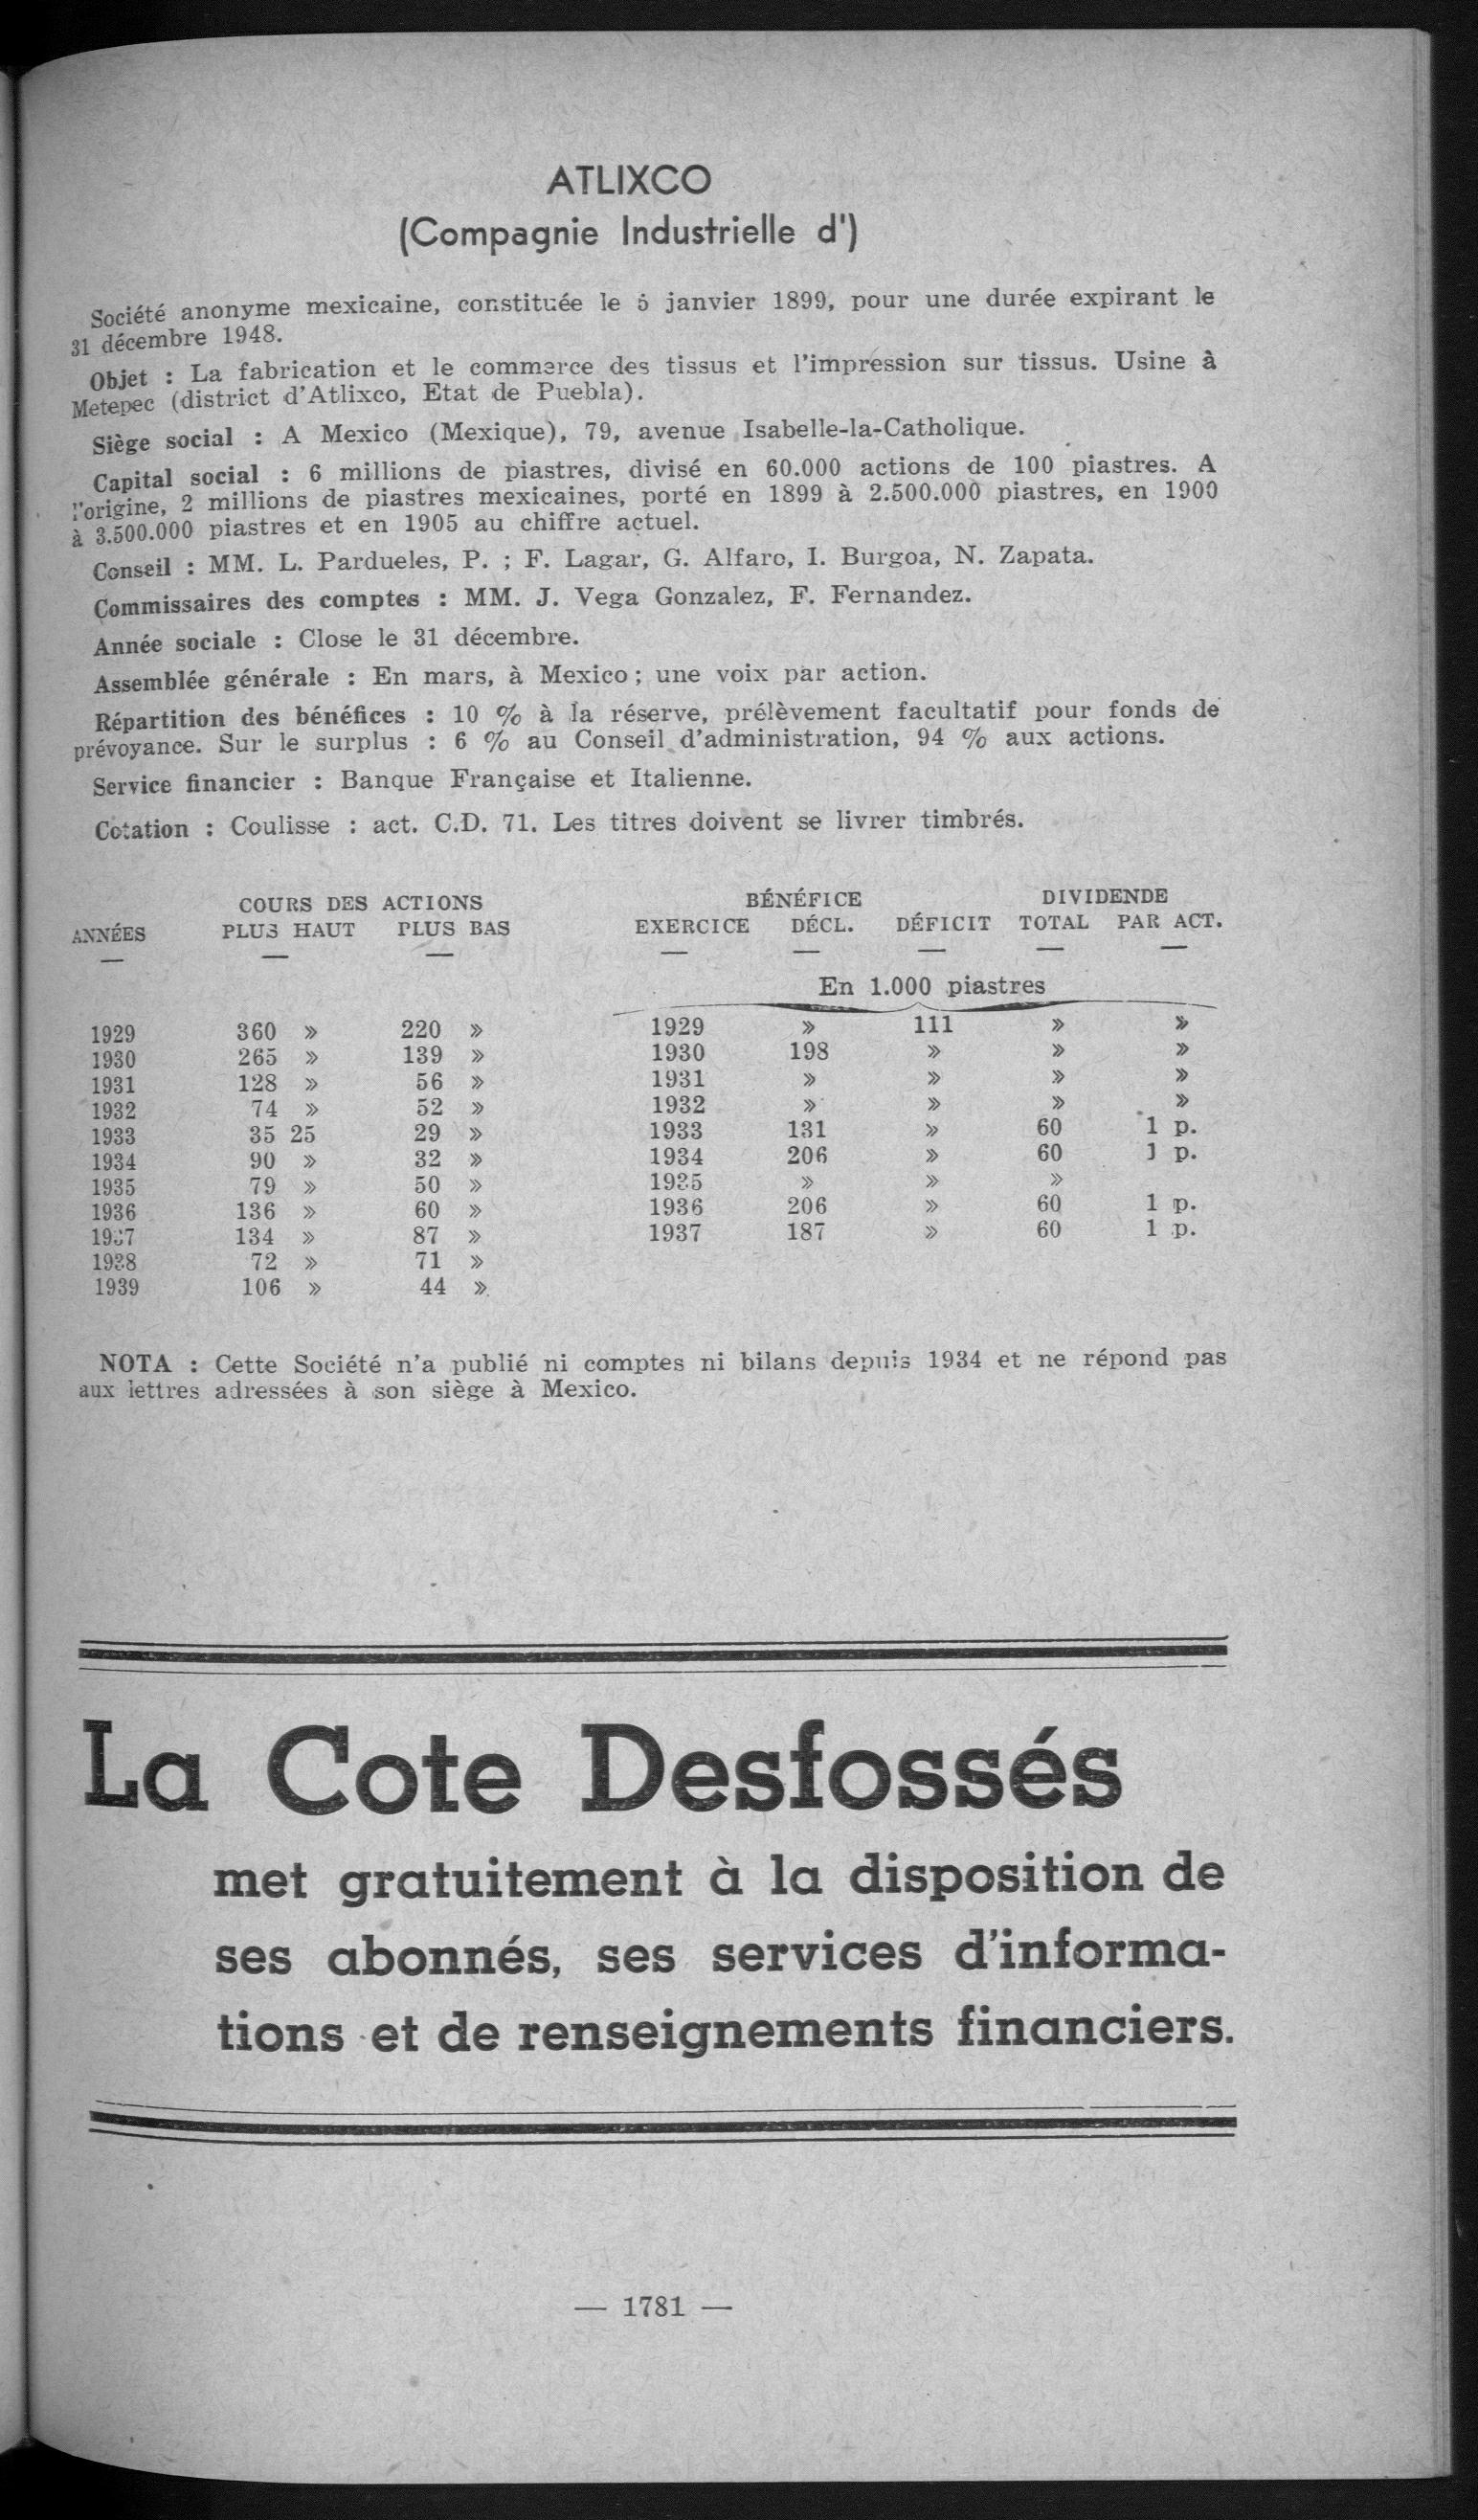 ATLIXCO
(Compagnie Industrielle d')
Société anonyme mexicaine, constituée le 5 janvier 1899, pour une durée expirant le
31 décembre 1948.
Objet : La fabrication et le commerce des tissus et l'impression sur tissus. Usine à
Metepec (district d'Atlixco, Etat de Puebla).
Siège social : A Mexico (Mexique), 79, avenue Isabelle-la-Catholique.
Capital social : 6 millions de piastres, divisé en 60.000 actions de 100 piastres. A
l'origine, 2 millions de piastres mexicaines, porté en 1899 à 2.500.000 piastres, en 1900
à 3.500.000 piastres et en 1905 au chiffre actuel.
Conseil : MM. L. Pardueles, P. ; F. Lagar, G. Alfaro, I. Burgoa, N. Zapata.
Commissaires des comptes : MM. J. Vega Gonzalez, F. Fernandez.
Année sociale : Close le 31 décembre.
Assemblée générale : En mars, à Mexico ; une voix par action.
Répartition des bénéfices : 10 % à la réserve, prélèvement facultatif pour fonds de
prévoyance. Sur le surplus : 6 % au Conseil d'administration, 94 % aux actions.
Service financier : Banque Française et Italienne.
Cotation : Coulisse : act. C.D. 71. Les titres doivent se livrer timbrés.
COURS DES ACTIONS BÉNÉFICE DIVIDENDE
ANNÉES PLUS HAUT PLUS BAS EXERCICE DÉCL. DÉFICIT TOTAL PAR ACT.
En 1.000 piastres
1929 360 » 220 » 1929 » 111 » »
1930 265 » 139 » 1930 198 » » »
1931 128 » 56 » 1931 » » » »
1932 74 » 52 » 1932 » » » »
1933 35 25 29 » 1933 131 » 60 1 p.
1934 90 » 32 » 1934 206 » 60 1 p.
1935 79 » 50 » 1935 » » »
1936 136 » 60 » 1936 206 » 60 1 p.
1937 134 » 87 » 1937 187 » 60 1 p.
1938 72 » 71 »
1939 106 » 44 »
NOTA : Cette Société n'a publié ni comptes ni bilans depuis 1934 et ne répond pas
aux lettres adressées à son siège à Mexico.
La Cote Desfossés
met gratuitement à la disposition de
ses abonnés, ses services d'informa-
tions et de renseignements financiers.
— 1781 —